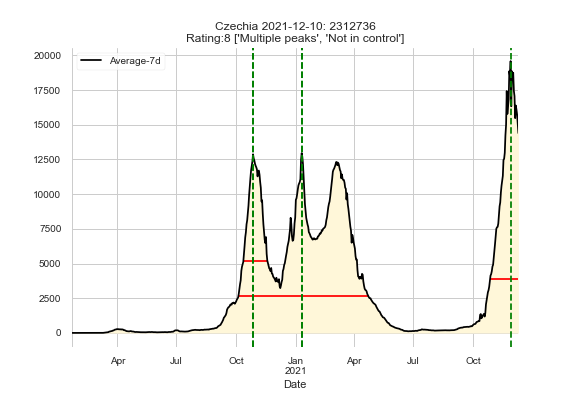 Czechia 2021-12-10: 2312736
Rating:8 ['Multiple peaks', 'Not in control']
Average-7d
20000
17500
15000
12500
10000
7500
5000
2500
0
Apr Jul Oct Jan Apr Jul Oct
2021
Date